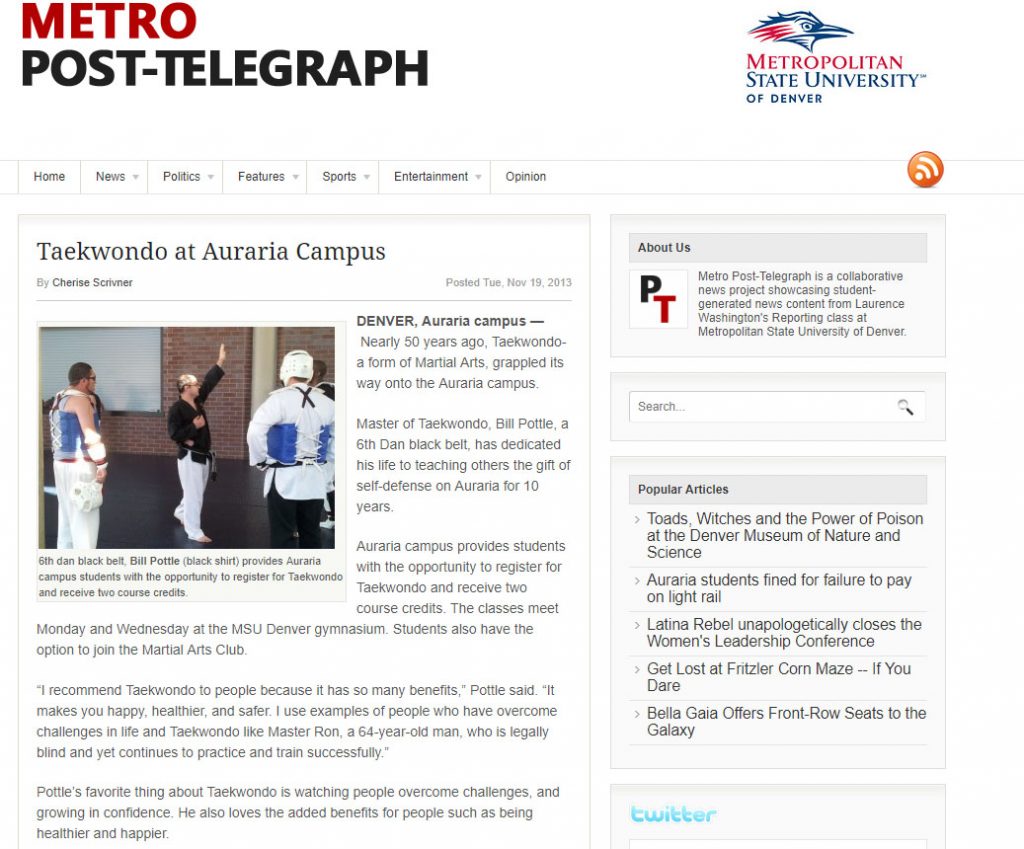 METRO
POST-TELEGRAPH
METROPOLITAN
STATE UNIVERSITY℠
OF DENVER
Home
News
Politics
Features
Sports
Entertainment
Opinion
Taekwondo at Auraria Campus
By Cherise Scrivner
Posted Tue, Nov 19, 2013
6th dan black belt, Bill Pottle (black shirt) provides Auraria
campus students with the opportunity to register for Taekwondo
and receive two course credits.
DENVER, Auraria campus —
Nearly 50 years ago, Taekwondo-
a form of Martial Arts, grappled its
way onto the Auraria campus.
Master of Taekwondo, Bill Pottle, a
6th Dan black belt, has dedicated
his life to teaching others the gift of
self-defense on Auraria for 10
years.
Auraria campus provides students
with the opportunity to register for
Taekwondo and receive two
course credits. The classes meet
Monday and Wednesday at the MSU Denver gymnasium. Students also have the
option to join the Martial Arts Club.
“I recommend Taekwondo to people because it has so many benefits,” Pottle said. “It
makes you happy, healthier, and safer. I use examples of people who have overcome
challenges in life and Taekwondo like Master Ron, a 64-year-old man, who is legally
blind and yet continues to practice and train successfully.”
Pottle’s favorite thing about Taekwondo is watching people overcome challenges, and
growing in confidence. He also loves the added benefits for people such as being
healthier and happier.
About Us
PT
Metro Post-Telegraph is a collaborative
news project showcasing student-
generated news content from Laurence
Washington's Reporting class at
Metropolitan State University of Denver.
Search...
Popular Articles
Toads, Witches and the Power of Poison
at the Denver Museum of Nature and
Science
Auraria students fined for failure to pay
on light rail
Latina Rebel unapologetically closes the
Women's Leadership Conference
Get Lost at Fritzler Corn Maze -- If You
Dare
Bella Gaia Offers Front-Row Seats to the
Galaxy
twitter